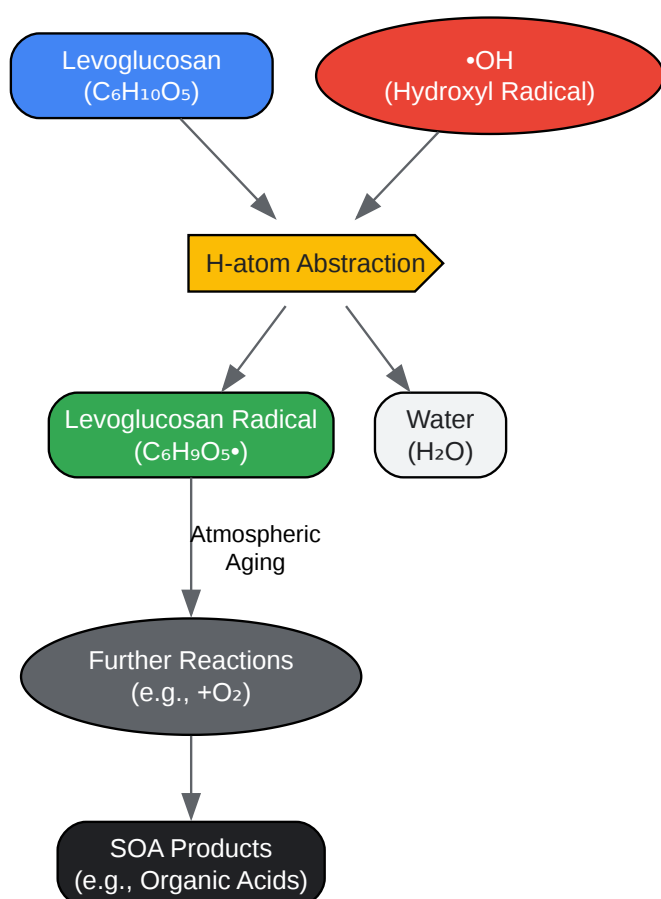 Levoglucosan
(C₆H₁₀O₅)
•OH
(Hydroxyl Radical)
H-atom Abstraction
Levoglucosan Radical
(C₆H₉O₅•)
Water
(H₂O)
Atmospheric
Aging
Further Reactions
(e.g., +O₂)
SOA Products
(e.g., Organic Acids)